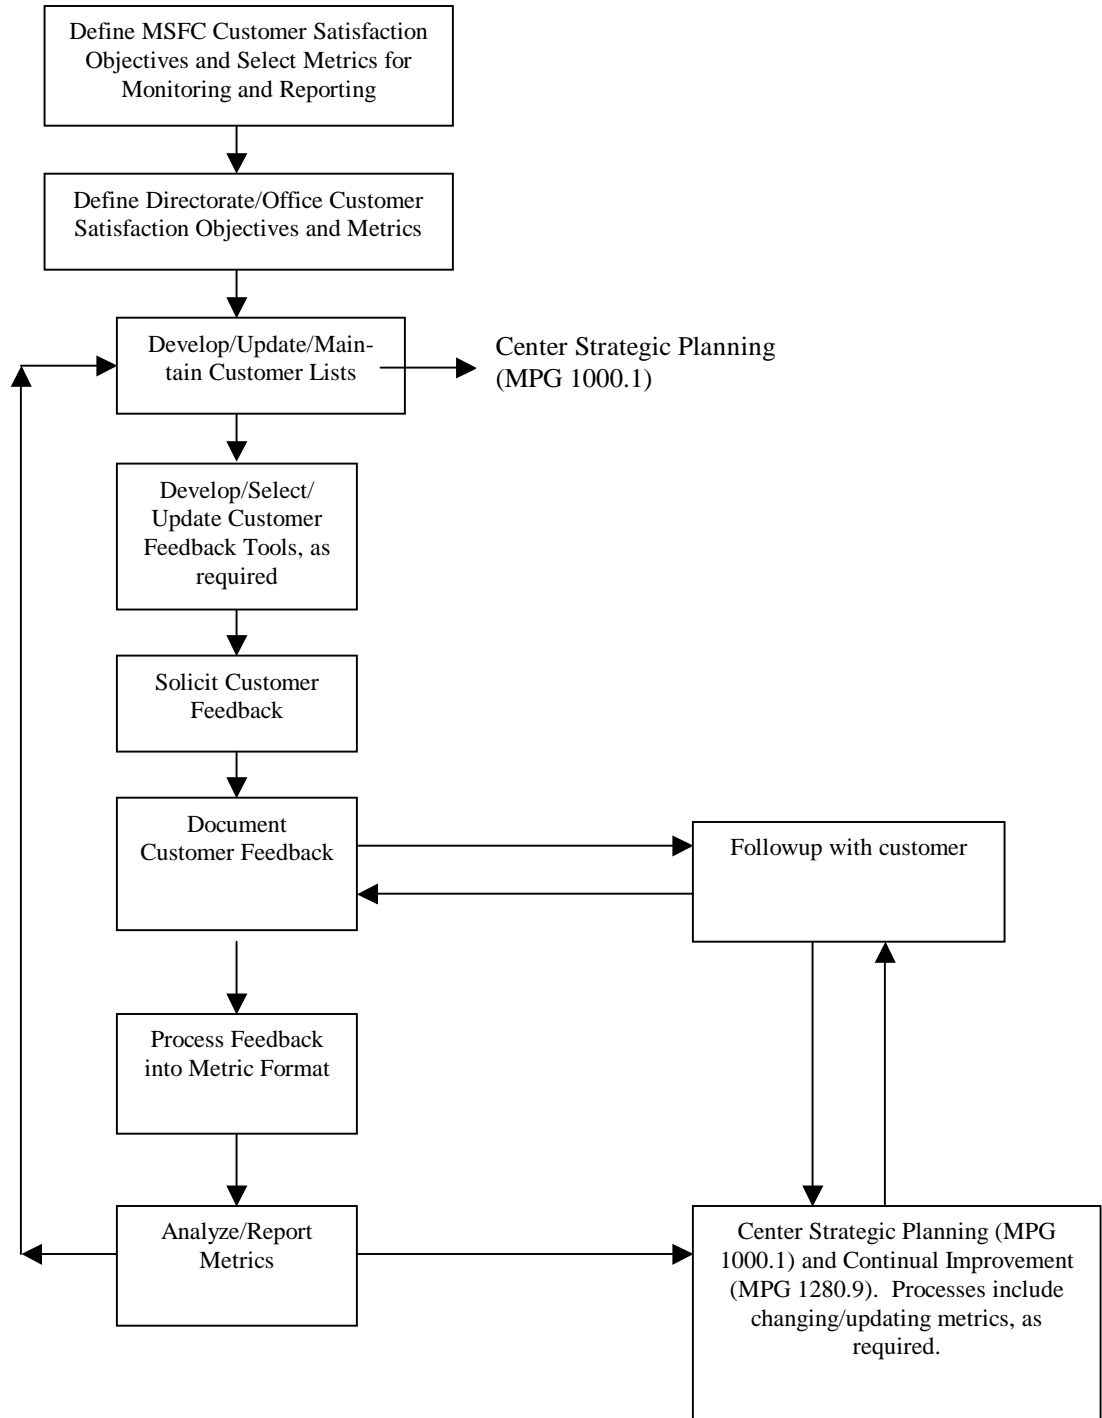 Define MSFC Customer Satisfaction
Objectives and Select Metrics for
Monitoring and Reporting
Define Directorate/Office Customer
Satisfaction Objectives and Metrics
Develop/Update/Main-
tain Customer Lists
Center Strategic Planning
(MPG 1000.1)
Develop/Select/
Update Customer
Feedback Tools, as
required
Solicit Customer
Feedback
Document
Customer Feedback
Followup with customer
Process Feedback
into Metric Format
Analyze/Report
Metrics
Center Strategic Planning (MPG
1000.1) and Continual Improvement
(MPG 1280.9).  Processes include
changing/updating metrics, as
required.